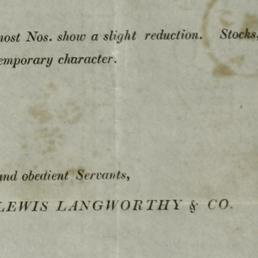 most Nos. show a slight reduction. Stocks,
emporary character.
and obedient Servants,
LEWIS LANGWORTHY & CO.